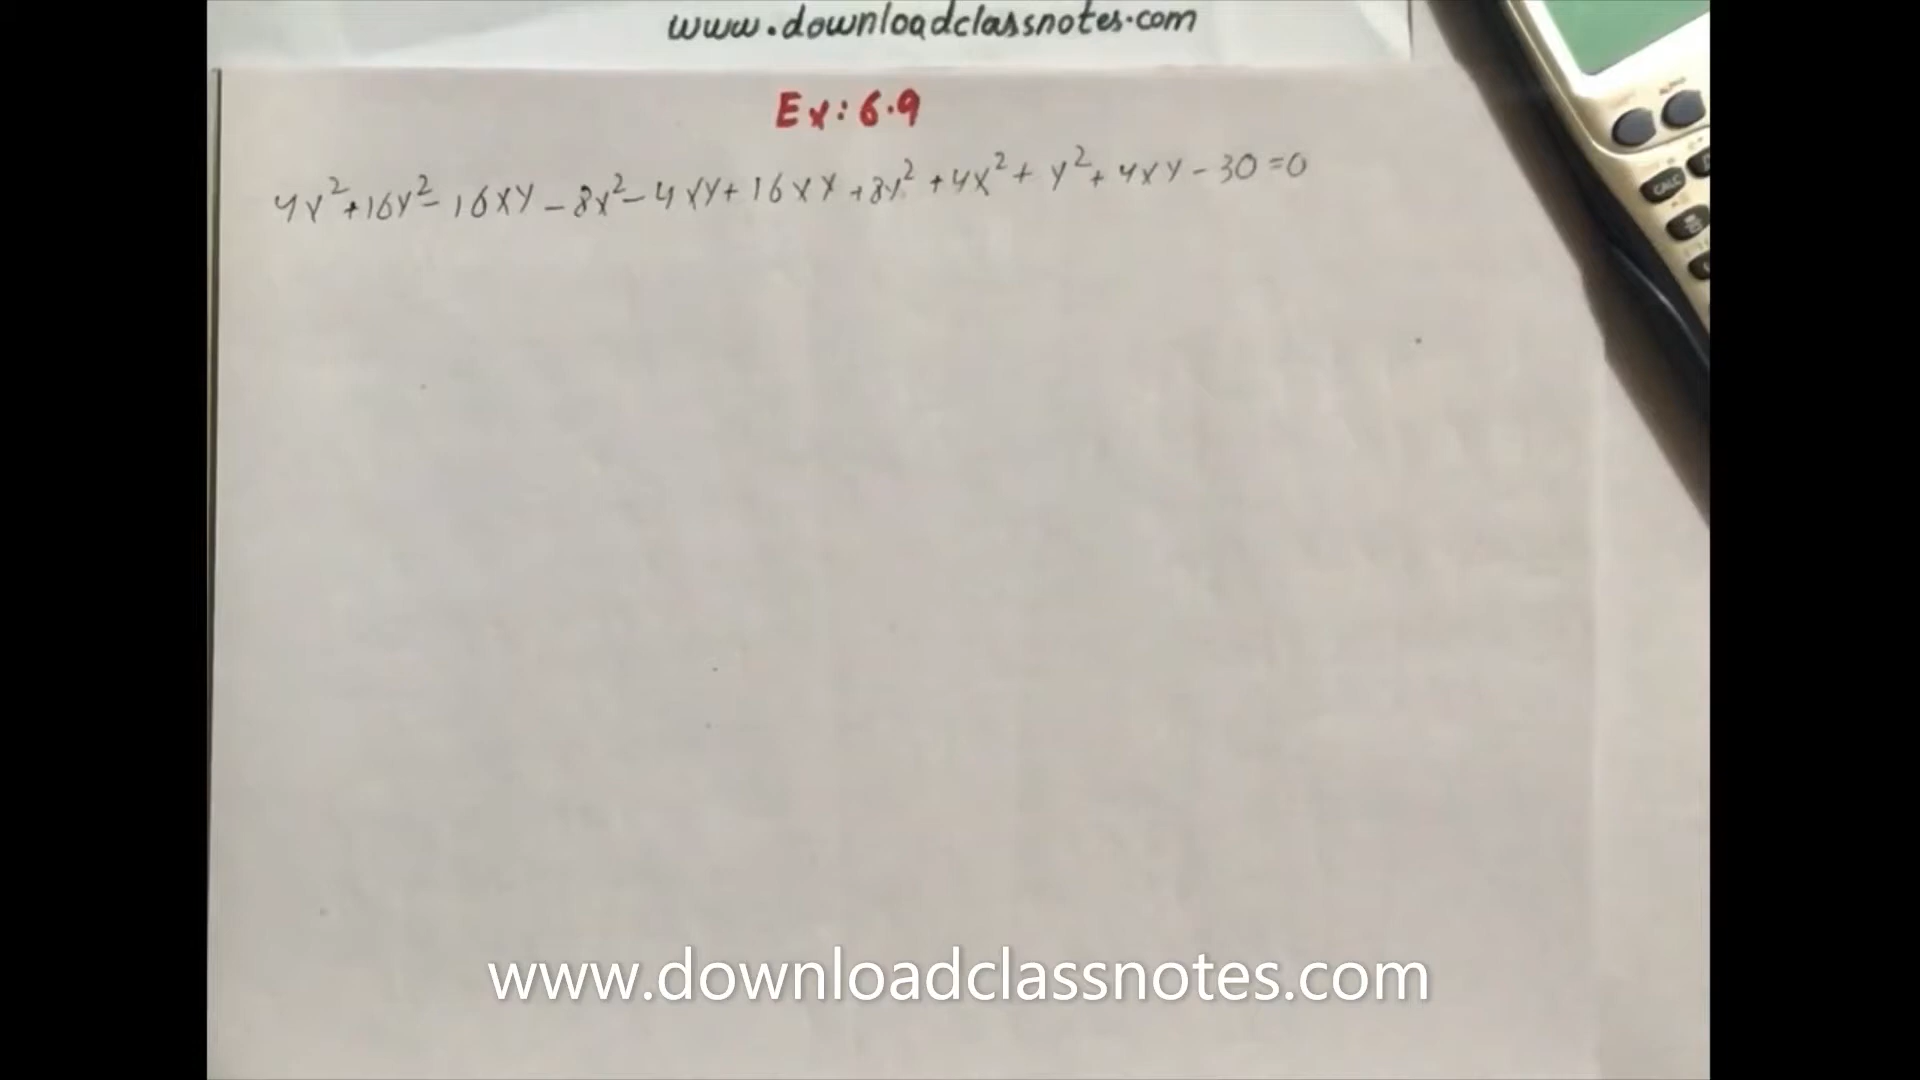 www.downloadclassnotes.com
Ex: 6.9
4X²+16Y²-16XY-8X²-4XY+16XY+8Y²+4X²+Y²+4XY-30=0
CALC
www.downloadclassnotes.com